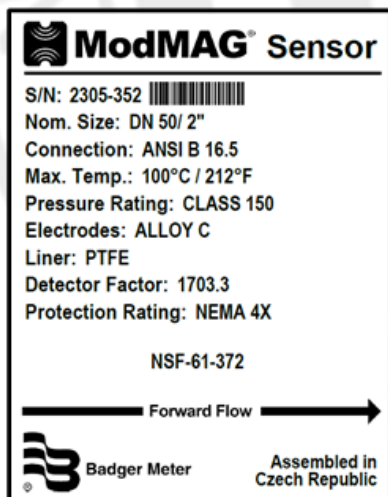 ModMAG® Sensor
S/N: 2305-352
Nom. Size: DN 50/ 2"
Connection: ANSI B 16.5
Max. Temp.: 100°C / 212°F
Pressure Rating: CLASS 150
Electrodes: ALLOY C
Liner: PTFE
Detector Factor: 1703.3
Protection Rating: NEMA 4X
NSF-61-372
Forward Flow
® Badger Meter
Assembled in
Czech Republic